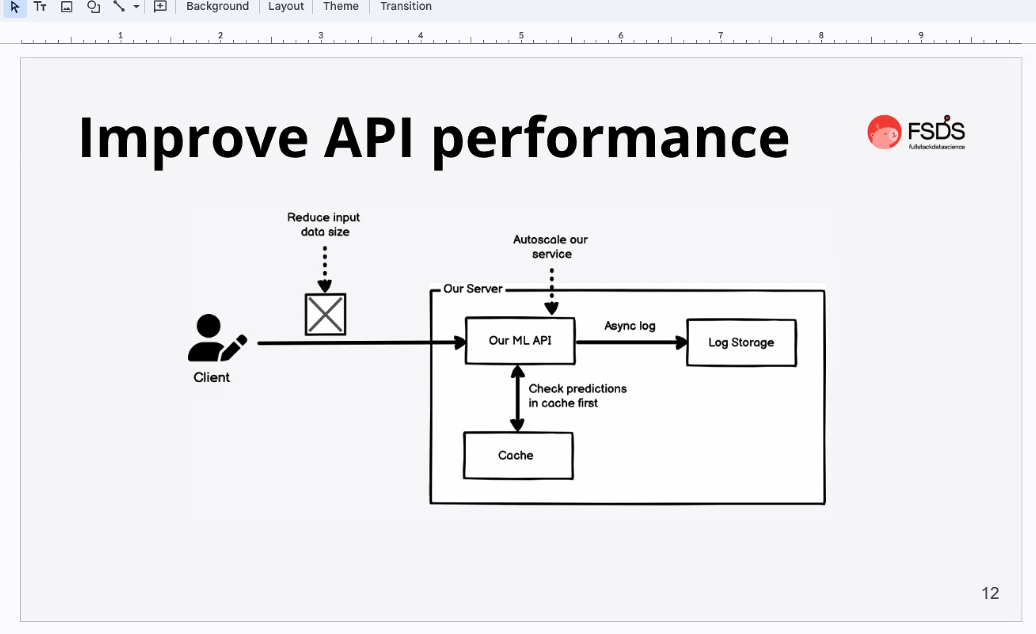 Background Layout Theme Transition
1 2 3 4 5 6 7 8 9
Improve API performance
FSDS
fullstackdatascience
Reduce input
data size
Autoscale our
service
Our Server
Client
Our ML API
Async log
Log Storage
Check predictions
in cache first
Cache
12